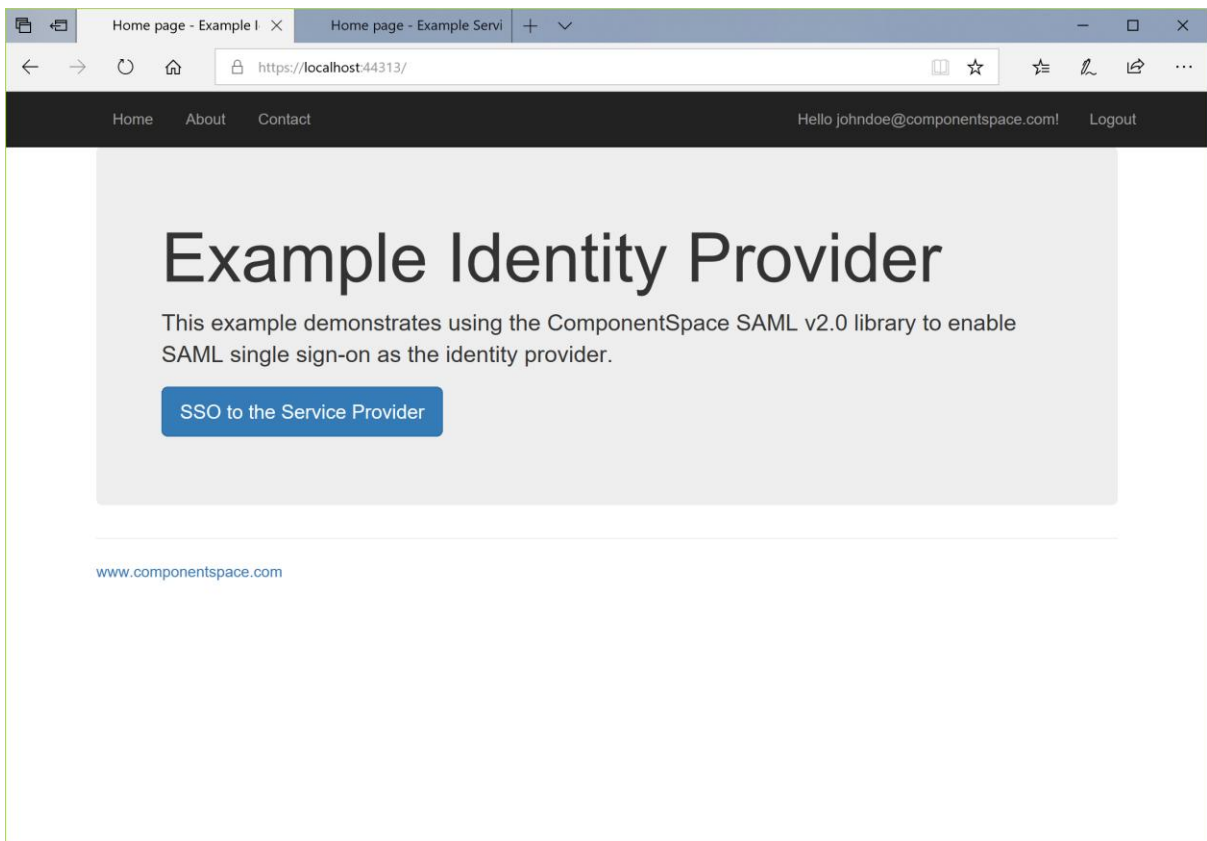 Home page - Example I
Home page - Example Servi
https://localhost:44313/
Home About Contact Hello johndoe@componentspace.com! Logout
Example Identity Provider
This example demonstrates using the ComponentSpace SAML v2.0 library to enable
SAML single sign-on as the identity provider.
SSO to the Service Provider
www.componentspace.com